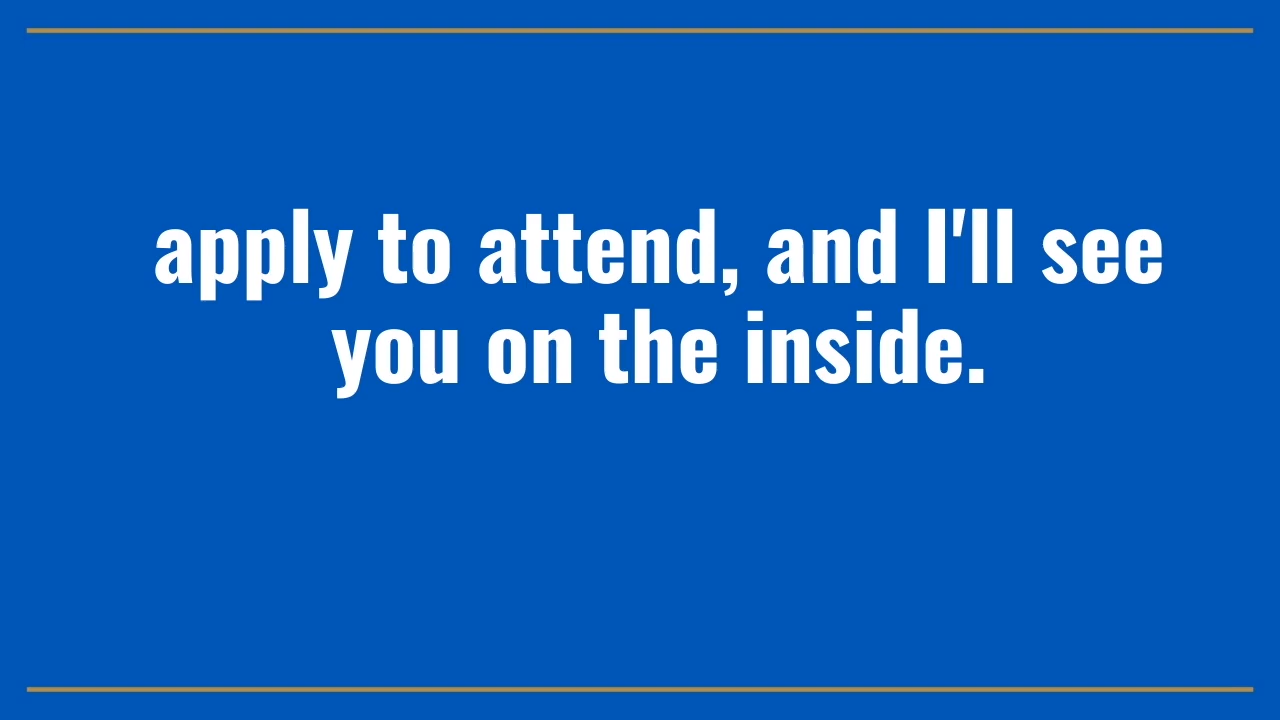 apply to attend, and I'll see
you on the inside.